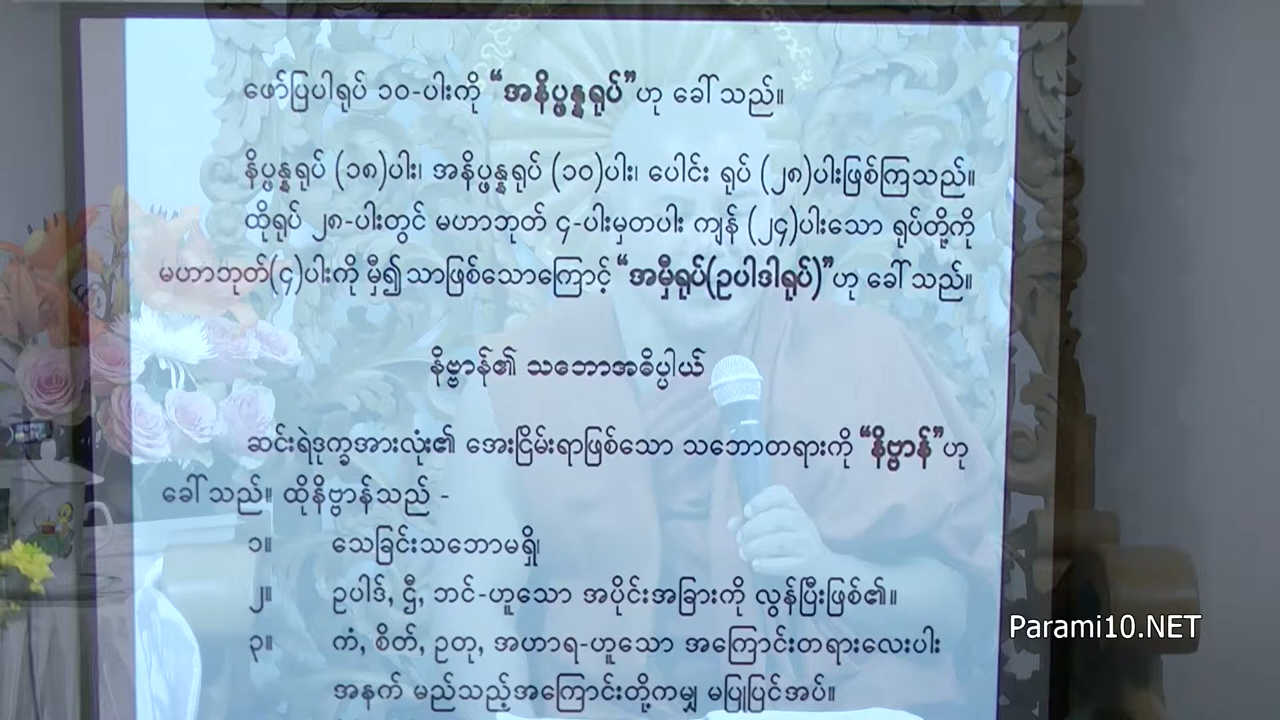 ဖော်ပြပါရုပ် ၁၀-ပါးကို “အနိပ္ဖန္နရုပ်”ဟု ခေါ်သည်။
နိပ္ဖန္နရုပ် (၁၈)ပါး၊ အနိပ္ဖန္နရုပ် (၁၀)ပါး၊ ပေါင်း ရုပ် (၂၈)ပါးဖြစ်ကြသည်။
ထိုရုပ် ၂၈-ပါးတွင် မဟာဘုတ် ၄-ပါးမှတပါး ကျန် (၂၄)ပါးသော ရုပ်တို့ကို
မဟာဘုတ်(၄)ပါးကို မှီ၍သာဖြစ်သောကြောင့် “အမှီရုပ်(ဥပါဒါရုပ်)”ဟု ခေါ်သည်။
နိဗ္ဗာန်၏ သဘောအဓိပ္ပါယ်
ဆင်းရဲဒုက္ခအားလုံး၏ အေးငြိမ်းရာဖြစ်သော သဘောတရားကို “နိဗ္ဗာန်”ဟု
ခေါ်သည်။ ထိုနိဗ္ဗာန်သည် -
၁။ သေခြင်းသဘောမရှိ၊
၂။ ဥပါဒ်, ဌီ, ဘင်-ဟူသော အပိုင်းအခြားကို လွန်ပြီးဖြစ်၏။
၃။ ကံ, စိတ်, ဥတု, အဟာရ-ဟူသော အကြောင်းတရားလေးပါး
အနက် မည်သည့်အကြောင်းတို့ကမျှ မပြုပြင်အပ်။
Parami10.NET